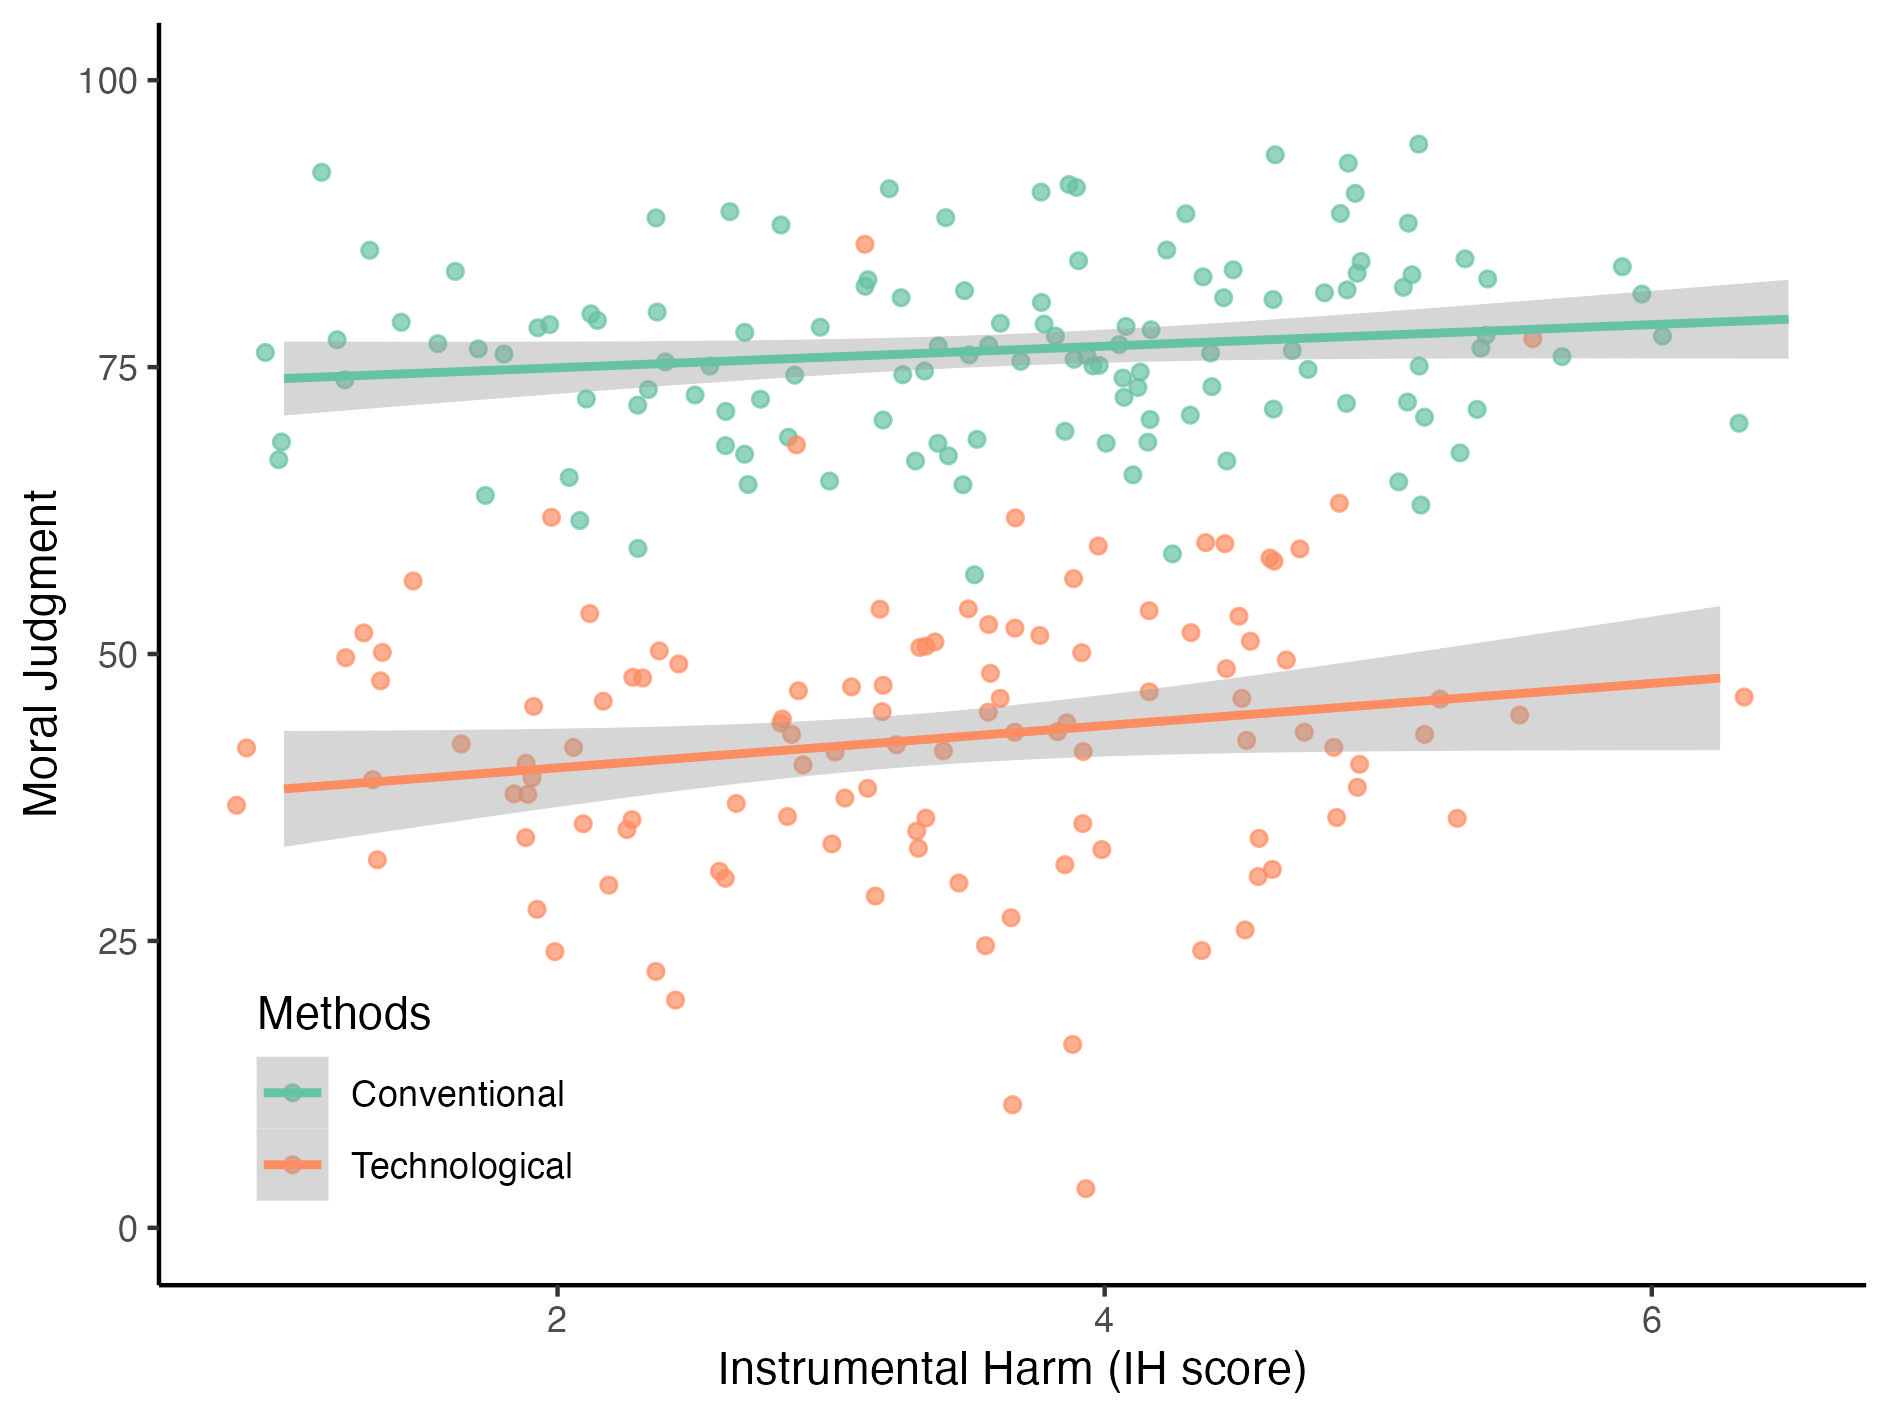 100
75
50
25
0
Moral Judgment
Methods
Conventional
Technological
2 4 6
Instrumental Harm (IH score)